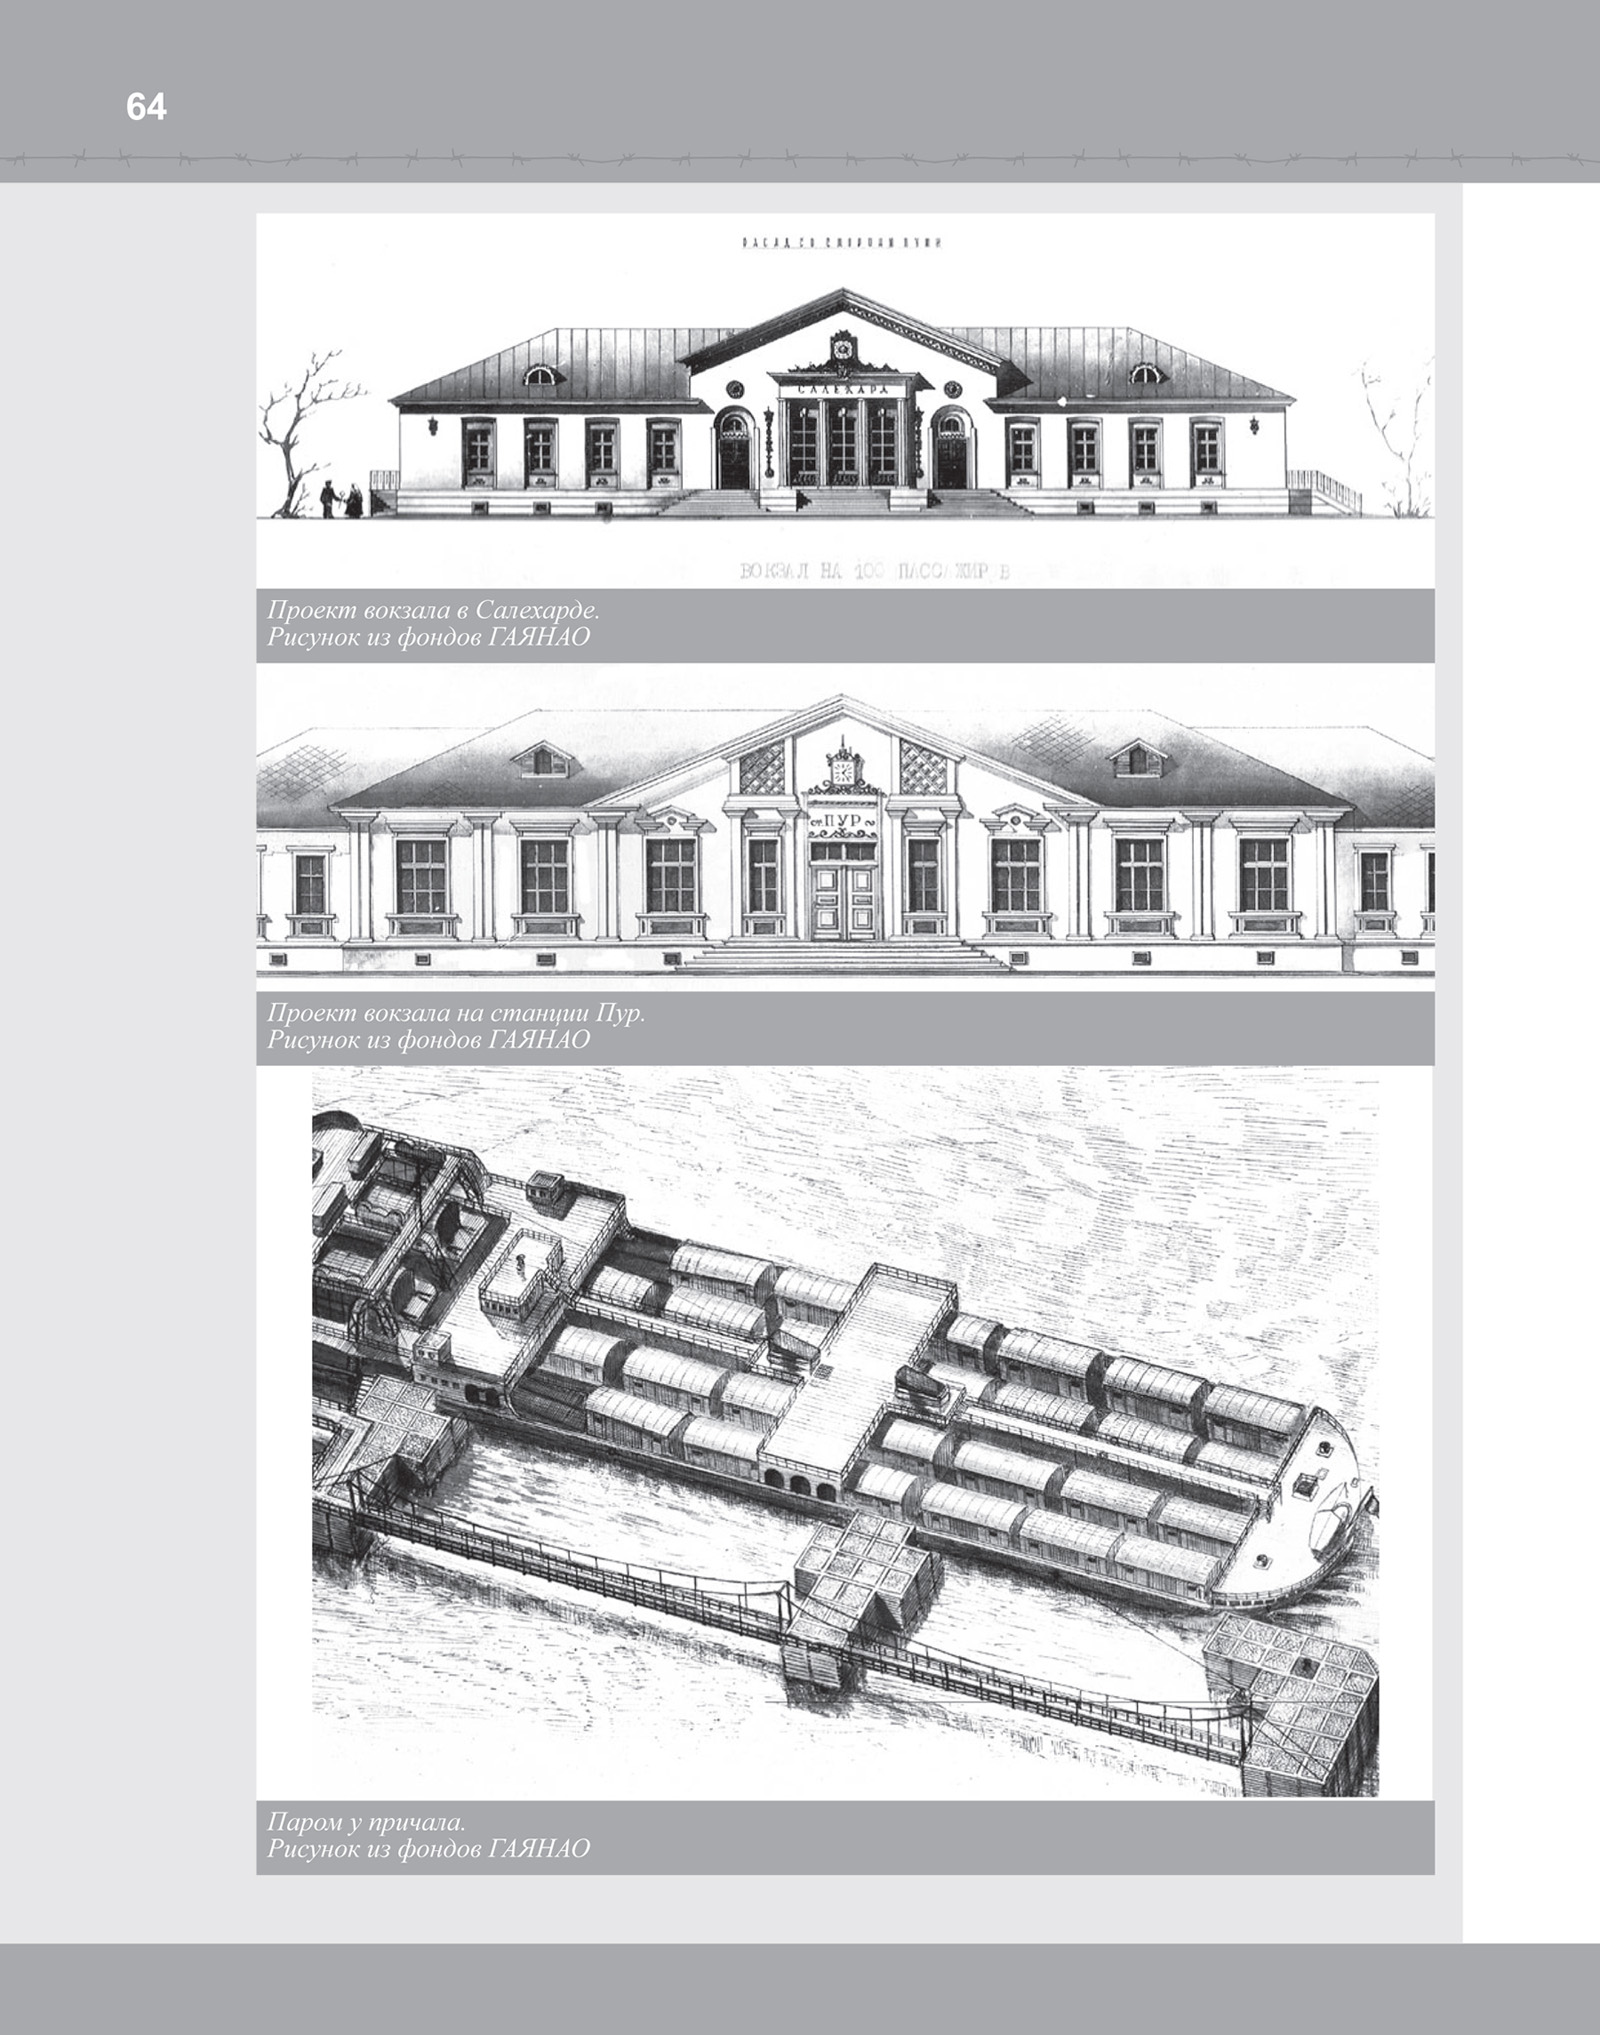 64
ФАСАД СО СТОРОНЫ ПУТИ
САЛЕХАРД
ВОКЗАЛ НА 100 ПАССАЖИР В
Проект вокзала в Салехарде.
Рисунок из фондов ГАЯНАО
ст. ПУР
Проект вокзала на станции Пур.
Рисунок из фондов ГАЯНАО
Паром у причала.
Рисунок из фондов ГАЯНАО